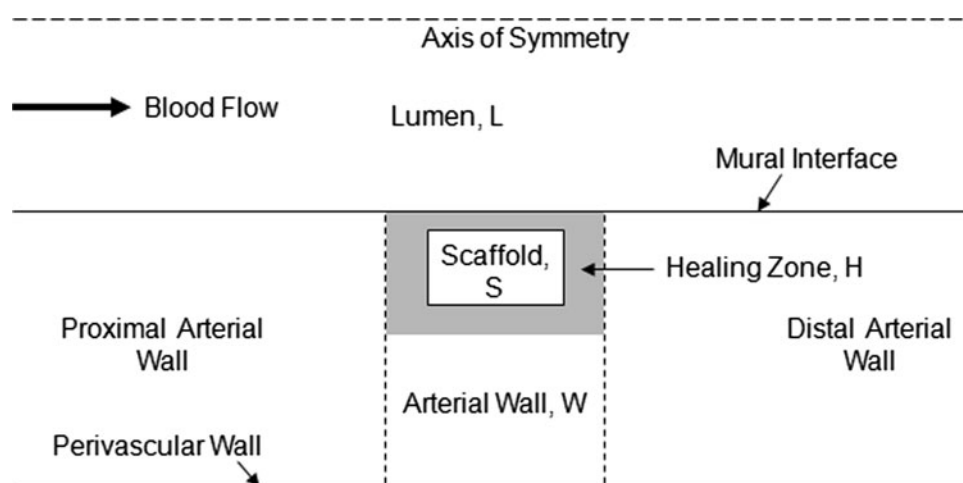 Axis of Symmetry
Blood Flow
Lumen, L
Mural Interface
Scaffold,
S
Healing Zone, H
Proximal Arterial
Wall
Distal Arterial
Wall
Arterial Wall, W
Perivascular Wall